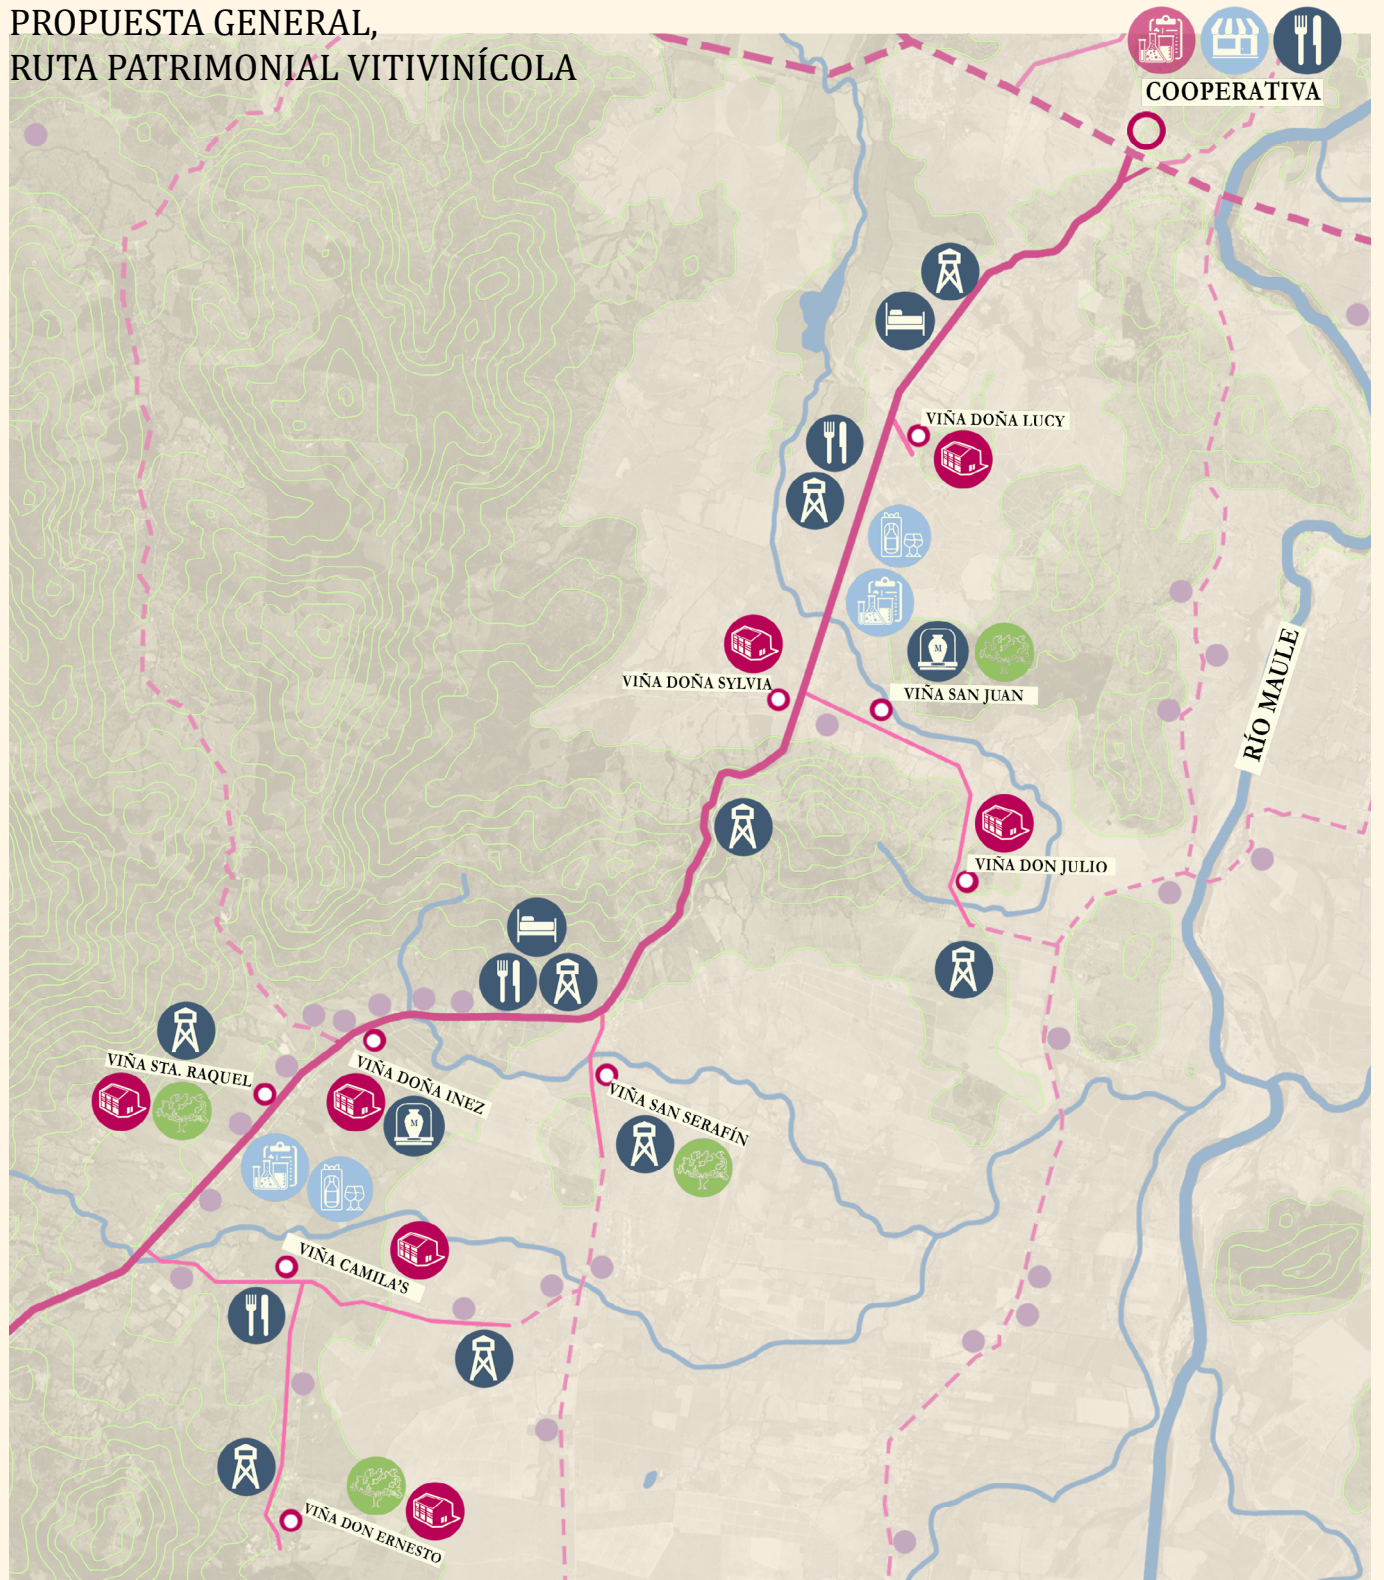 PROPUESTA GENERAL,
RUTA PATRIMONIAL VITIVINÍCOLA
COOPERATIVA
VIÑA DOÑA LUCY
M
VIÑA DOÑA SYLVIA
VIÑA SAN JUAN
RÍO MAULE
VIÑA DON JULIO
VIÑA STA. RAQUEL
VIÑA DOÑA INEZ
M
VIÑA SAN SERAFÍN
VIÑA CAMILA'S
VIÑA DON ERNESTO